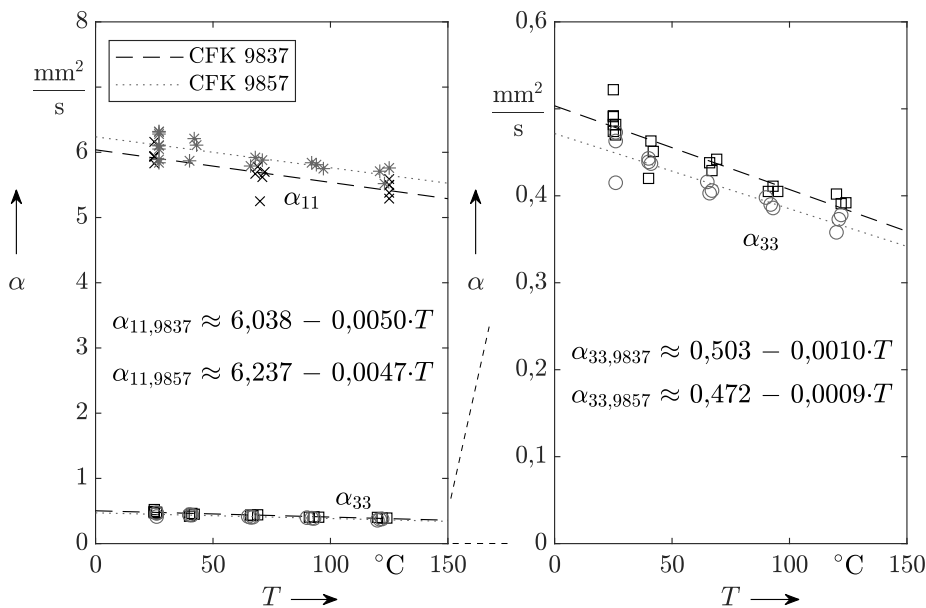 8
7
6
5
4
3
2
1
0
mm²
s
α
CFK 9837
CFK 9857
α₁₁
α₁₁,₉₈₃₇ ≈ 6,038 − 0,0050·T
α₁₁,₉₈₅₇ ≈ 6,237 − 0,0047·T
α₃₃
0 50 100 °C 150
T
0,6
0,4
0,3
0,2
0,1
0
mm²
s
α
α₃₃
α₃₃,₉₈₃₇ ≈ 0,503 − 0,0010·T
α₃₃,₉₈₅₇ ≈ 0,472 − 0,0009·T
0 50 100 °C 150
T